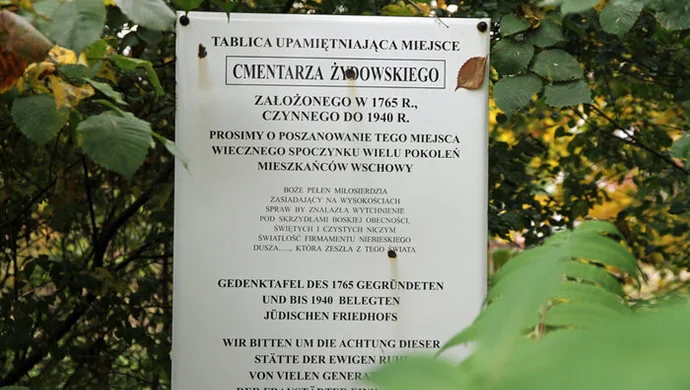 TABLICA UPAMIĘTNIAJĄCA MIEJSCE
CMENTARZA ŻYDOWSKIEGO
ZAŁOŻONEGO W 1765 R.,
CZYNNEGO DO 1940 R.
PROSIMY O POSZANOWANIE TEGO MIEJSCA
WIECZNEGO SPOCZYNKU WIELU POKOLEŃ
MIESZKAŃCÓW WSCHOWY
BOŻE PEŁEN MIŁOSIERDZIA
ZASIADAJĄCY NA WYSOKOŚCIACH
SPRAW BY ZNALAZŁA WYTCHNIENIE
POD SKRZYDŁAMI BOSKIEJ OBECNOŚCI,
ŚWIĘTYCH I CZYSTYCH NICZYM
ŚWIATŁOŚĆ FIRMAMENTU NIEBIESKIEGO
DUSZA...., KTÓRA ZESZŁA Z TEGO ŚWIATA
GEDENKTAFEL DES 1765 GEGRÜNDETEN
UND BIS 1940 BELEGTEN
JÜDISCHEN FRIEDHOFS
WIR BITTEN UM DIE ACHTUNG DIESER
STÄTTE DER EWIGEN RUHE
VON VIELEN
DER FRAUSTÄDTER